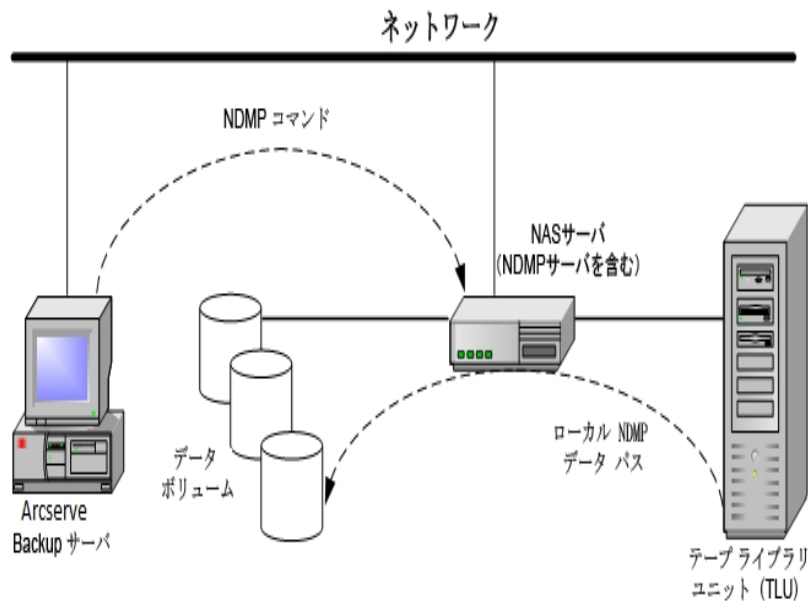 ネットワーク
NDMP コマンド
NASサーバ
(NDMPサーバを含む)
ローカル NDMP
データ パス
データ
ボリューム
Arcserve
Backup サーバ
テープ ライブラリ
ユニット (TLU)